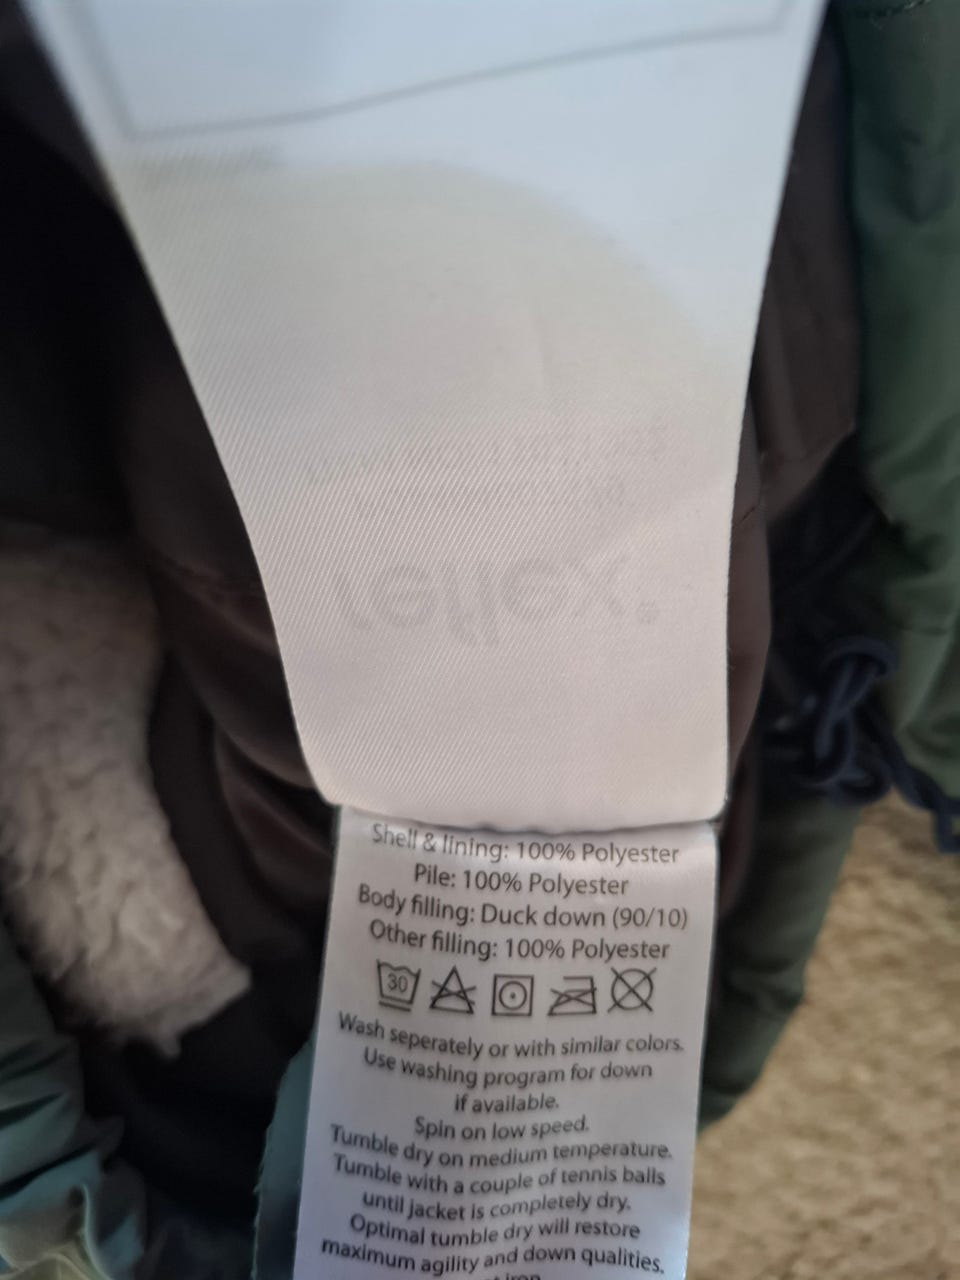 reflex.
Shell & lining: 100% Polyester
Pile: 100% Polyester
Body filling: Duck down (90/10)
Other filling: 100% Polyester
30
Wash seperately or with similar colors.
Use washing program for down
if available.
Spin on low speed.
Tumble dry on medium temperature.
Tumble with a couple of tennis balls
until jacket is completely dry.
Optimal tumble dry will restore
maximum agility and down qualities.
iron